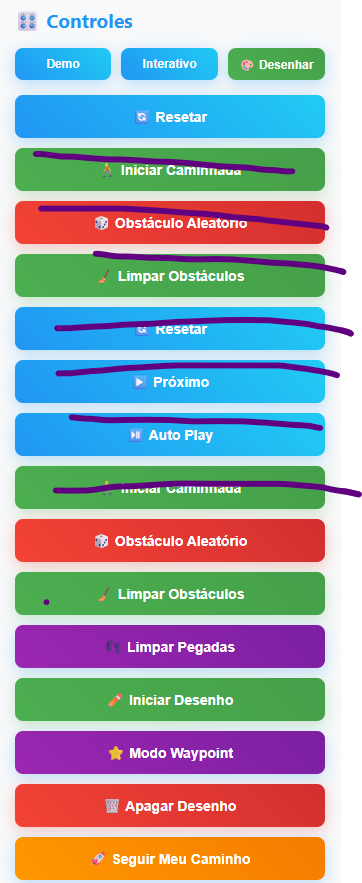 Controles
Demo
Interativo
Desenhar
Resetar
Iniciar Caminhada
Obstáculo Aleatório
Limpar Obstáculos
Resetar
Próximo
Auto Play
Iniciar Caminhada
Obstáculo Aleatório
Limpar Obstáculos
Limpar Pegadas
Iniciar Desenho
Modo Waypoint
Apagar Desenho
Seguir Meu Caminho